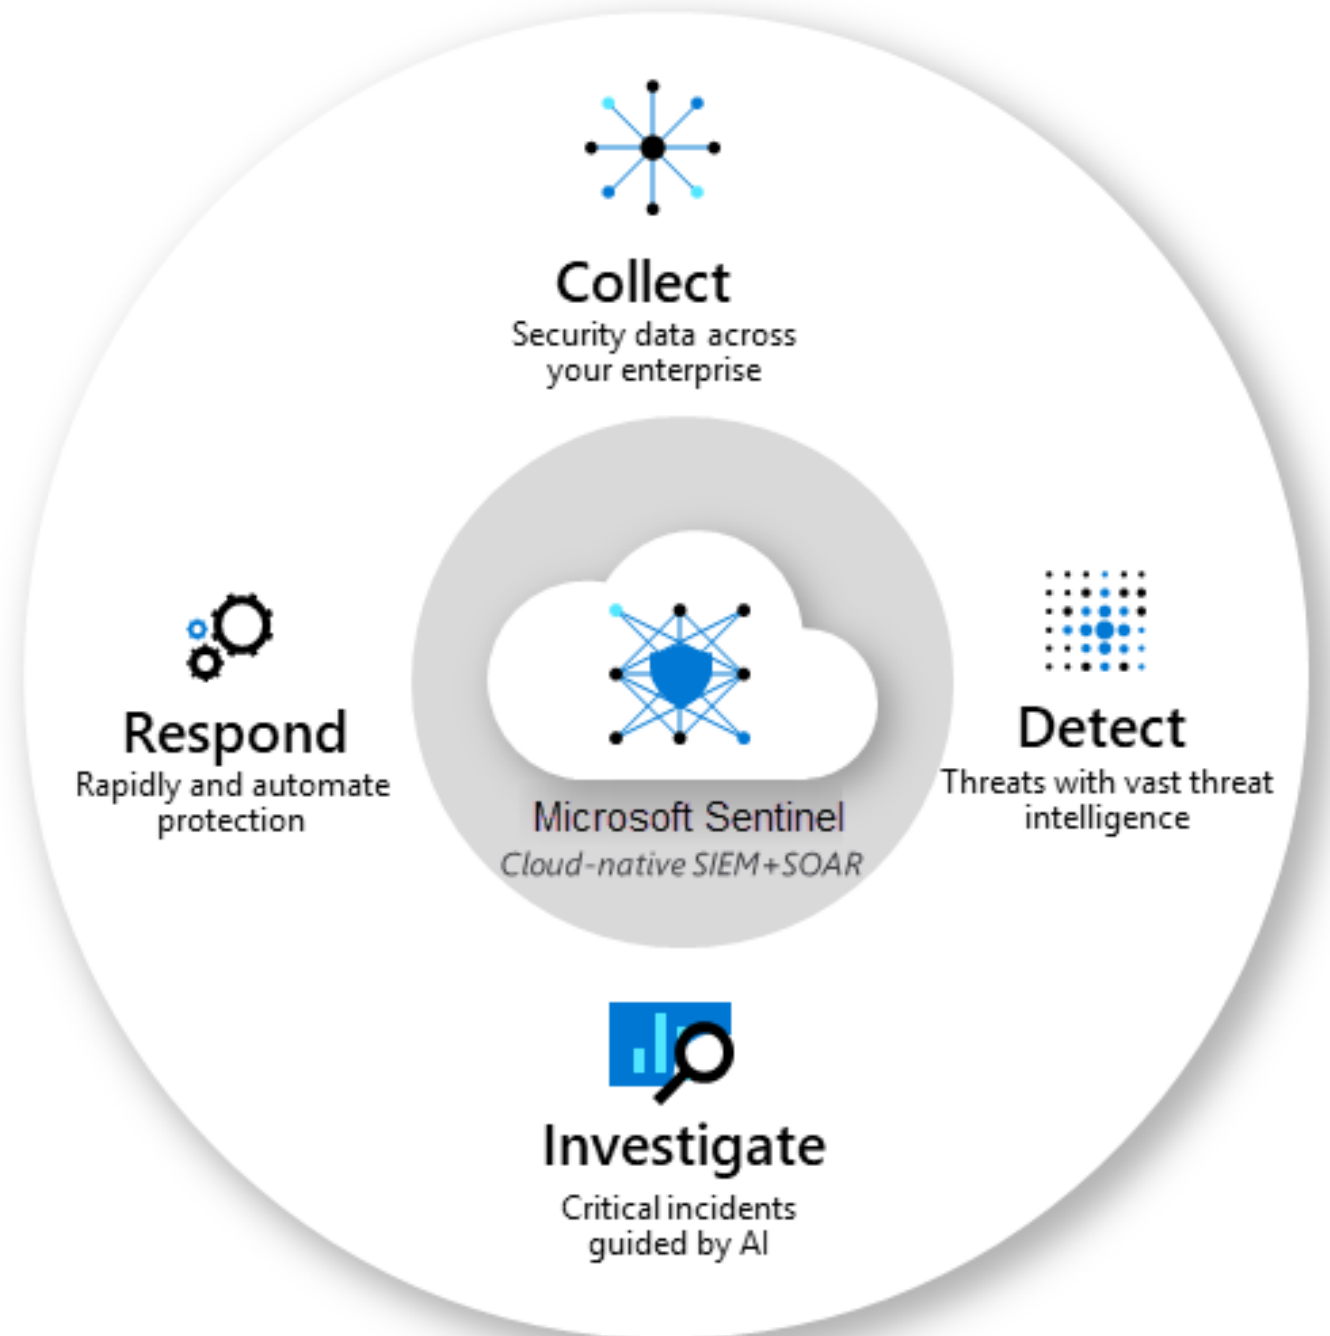 Collect
Security data across
your enterprise
Respond
Rapidly and automate
protection
Microsoft Sentinel
Cloud-native SIEM+SOAR
Detect
Threats with vast threat
intelligence
Investigate
Critical incidents
guided by AI